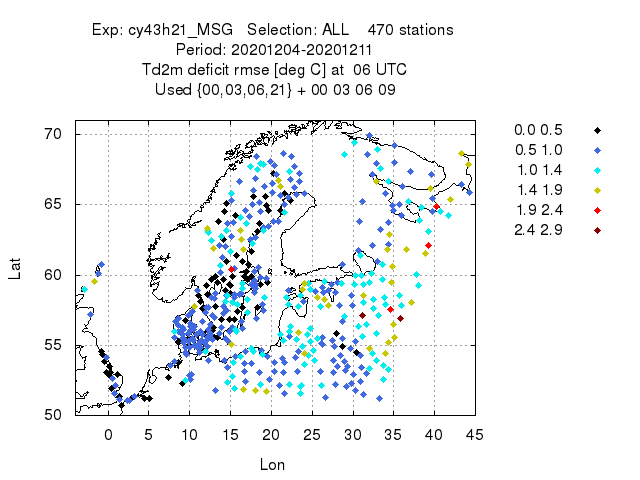 Exp: cy43h21_MSG Selection: ALL 470 stations
Period: 20201204-20201211
Td2m deficit rmse [deg C] at 06 UTC
Used {00,03,06,21} + 00 03 06 09
0.0 0.5
0.5 1.0
1.0 1.4
1.4 1.9
1.9 2.4
2.4 2.9
70
65
60
55
50
Lat
0 5 10 15 20 25 30 35 40 45
Lon